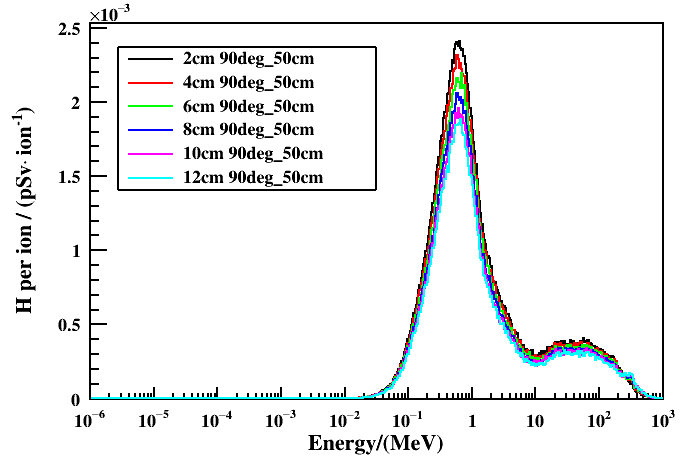 ×10⁻³
2.5
2
1.5
1
0.5
0
H per ion / (pSv· ion⁻¹)
2cm 90deg_50cm
4cm 90deg_50cm
6cm 90deg_50cm
8cm 90deg_50cm
10cm 90deg_50cm
12cm 90deg_50cm
10⁻⁶ 10⁻⁵ 10⁻⁴ 10⁻³ 10⁻² 10⁻¹ 1 10 10² 10³
Energy/(MeV)